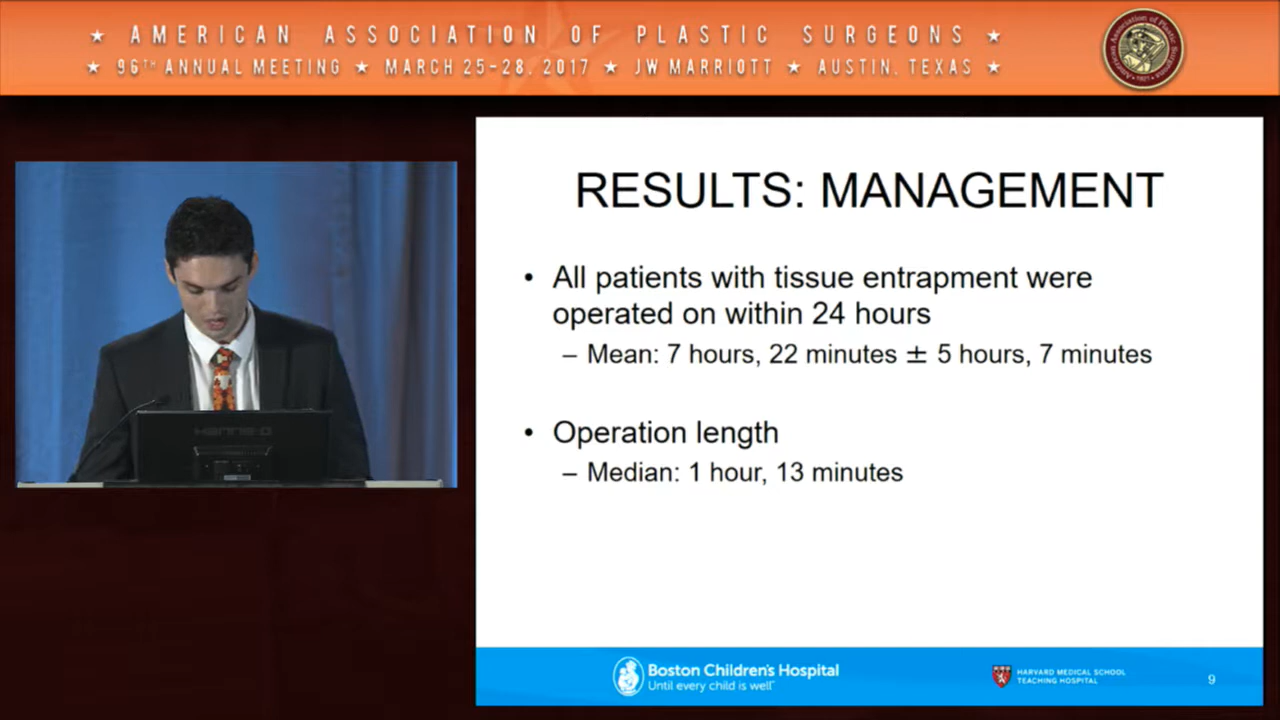 ★ AMERICAN ASSOCIATION OF PLASTIC SURGEONS ★
★ 96TH ANNUAL MEETING ★ MARCH 25-28, 2017 ★ JW MARRIOTT ★ AUSTIN, TEXAS ★
RESULTS: MANAGEMENT
• All patients with tissue entrapment were
operated on within 24 hours
– Mean: 7 hours, 22 minutes ± 5 hours, 7 minutes
• Operation length
– Median: 1 hour, 13 minutes
Boston Children's Hospital
Until every child is well™
HARVARD MEDICAL SCHOOL
TEACHING HOSPITAL
9